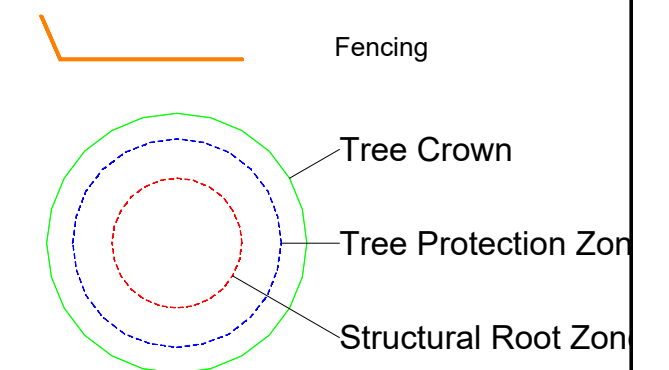 Fencing
Tree Crown
Tree Protection Zon
Structural Root Zon